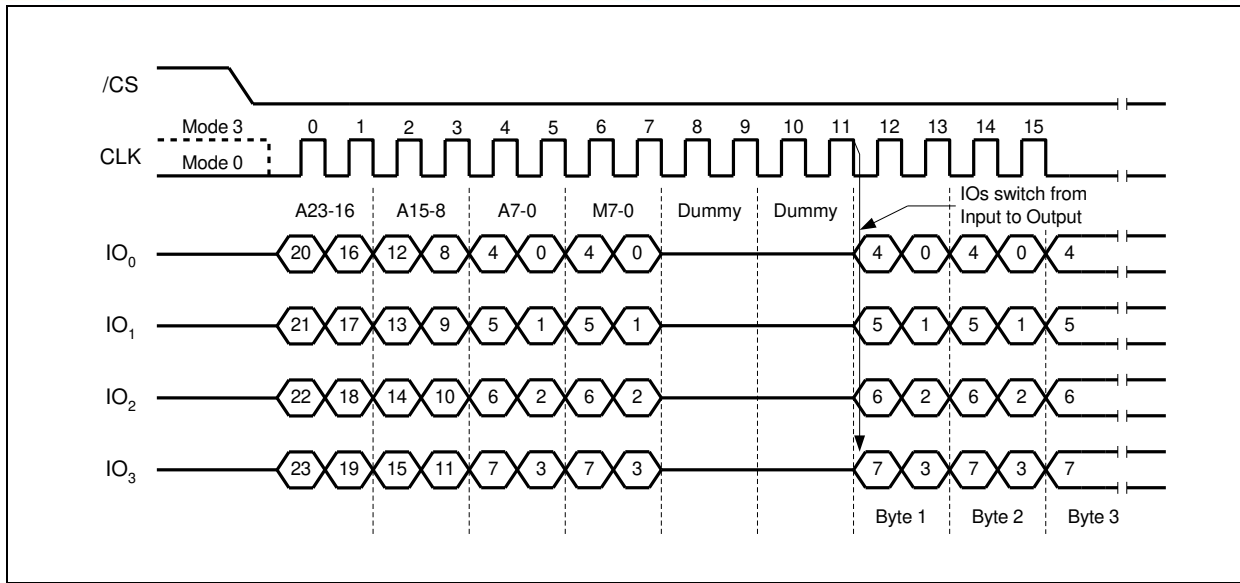 /CS
Mode 3 0 1 2 3 4 5 6 7 8 9 10 11 12 13 14 15
CLK
Mode 0
A23-16 A15-8 A7-0 M7-0 Dummy Dummy IOs switch from
Input to Output
IO0 20 16 12 8 4 0 4 0 4 0 4 0 4
IO1 21 17 13 9 5 1 5 1 5 1 5 1 5
IO2 22 18 14 10 6 2 6 2 6 2 6 2 6
IO3 23 19 15 11 7 3 7 3 7 3 7 3 7
Byte 1 Byte 2 Byte 3